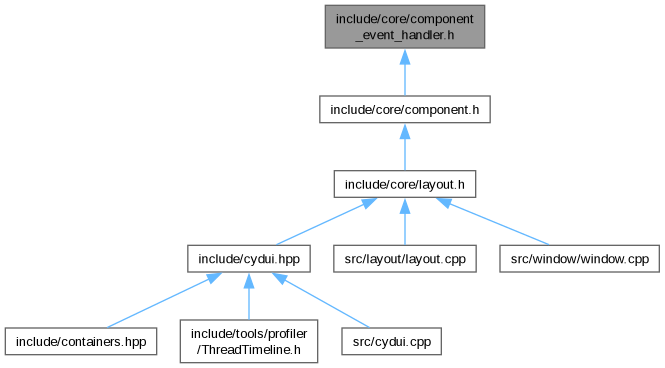 include/core/component
_event_handler.h
include/core/component.h
include/core/layout.h
include/cydui.hpp
src/layout/layout.cpp
src/window/window.cpp
include/containers.hpp
include/tools/profiler
/ThreadTimeline.h
src/cydui.cpp